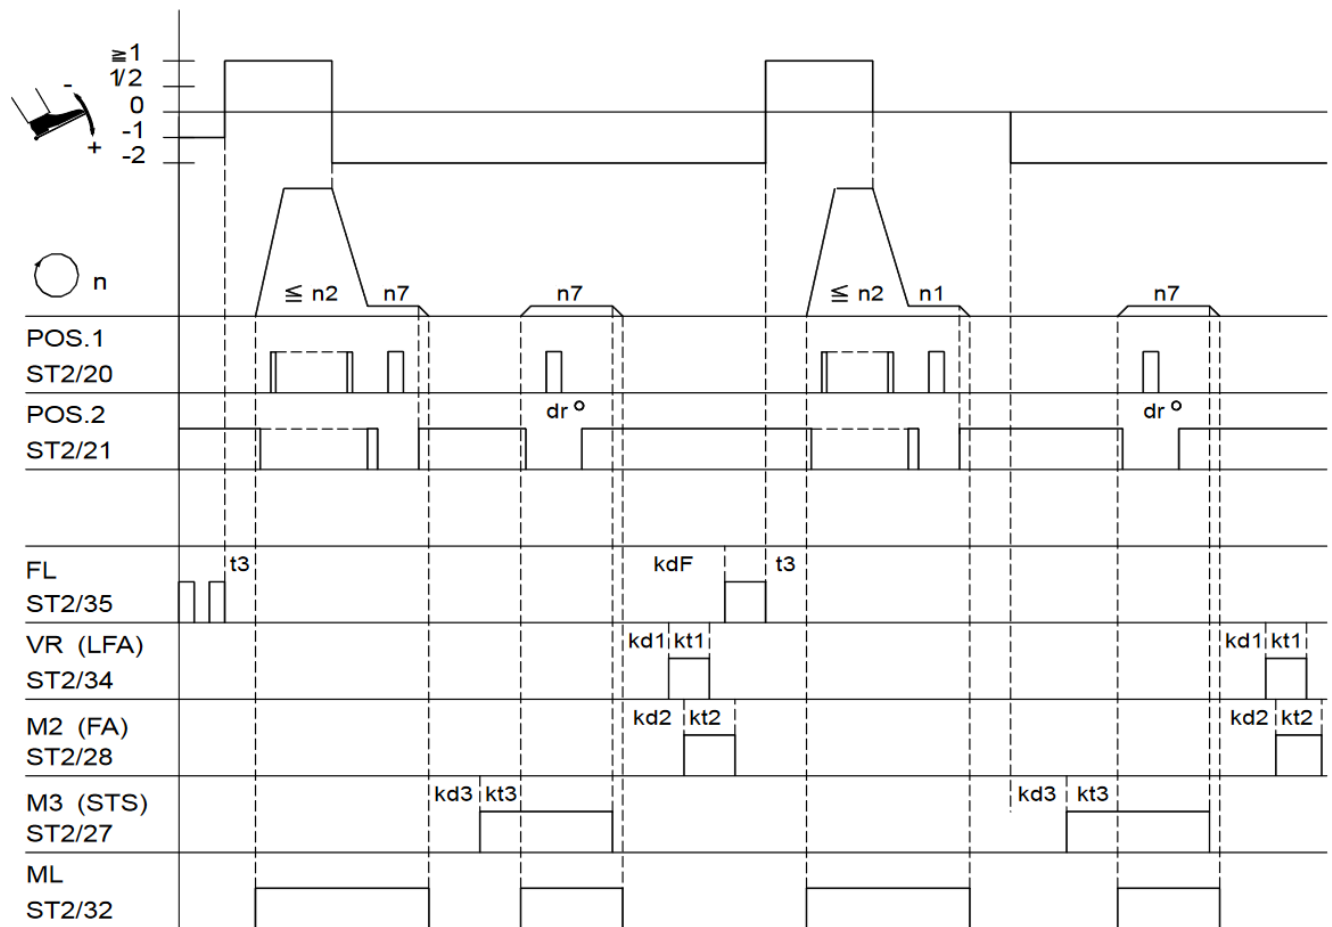 ≧1
1/2
0
-1
-2
-
+
n
≦ n2 n7 n7 ≦ n2 n1 n7
POS.1
ST2/20
POS.2 dr° dr°
ST2/21
FL t3 kdF t3
ST2/35
VR (LFA) kd1 kt1 kd1 kt1
ST2/34
M2 (FA) kd2 kt2 kd2 kt2
ST2/28
M3 (STS) kd3 kt3 kd3 kt3
ST2/27
ML
ST2/32